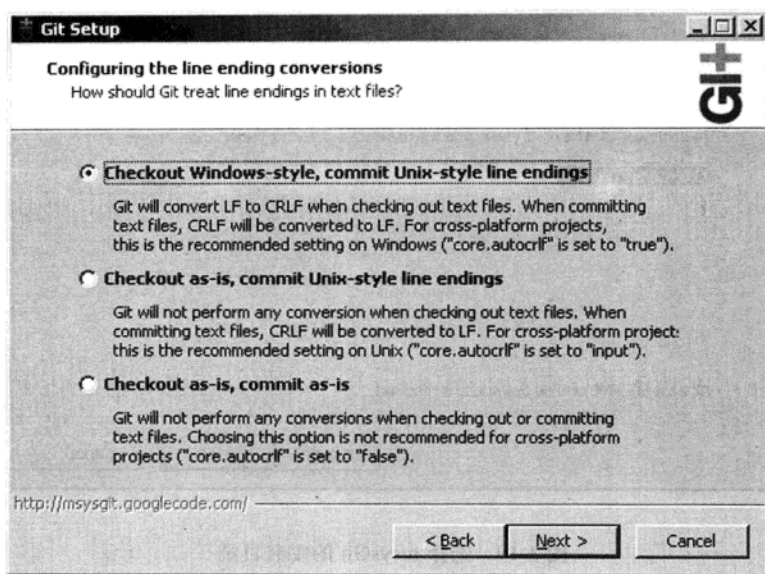 Git Setup
Configuring the line ending conversions
How should Git treat line endings in text files?
Git
Checkout Windows-style, commit Unix-style line endings
Git will convert LF to CRLF when checking out text files. When committing
text files, CRLF will be converted to LF. For cross-platform projects,
this is the recommended setting on Windows ("core.autocrlf" is set to "true").
Checkout as-is, commit Unix-style line endings
Git will not perform any conversion when checking out text files. When
committing text files, CRLF will be converted to LF. For cross-platform project:
this is the recommended setting on Unix ("core.autocrlf" is set to "input").
Checkout as-is, commit as-is
Git will not perform any conversions when checking out or committing
text files. Choosing this option is not recommended for cross-platform
projects ("core.autocrlf" is set to "false").
http://msysgit.googlecode.com/
< Back
Next >
Cancel